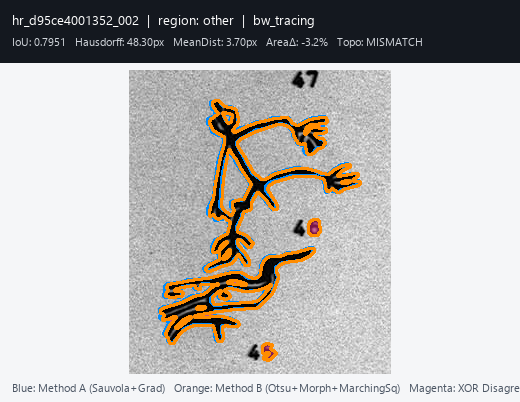 hr_d95ce4001352_002 | region: other | bw_tracing
IoU: 0.7951 Hausdorff: 48.30px MeanDist: 3.70px AreaΔ: -3.2% Topo: MISMATCH
47
4
4
Blue: Method A (Sauvola+Grad) Orange: Method B (Otsu+Morph+MarchingSq) Magenta: XOR Disagre